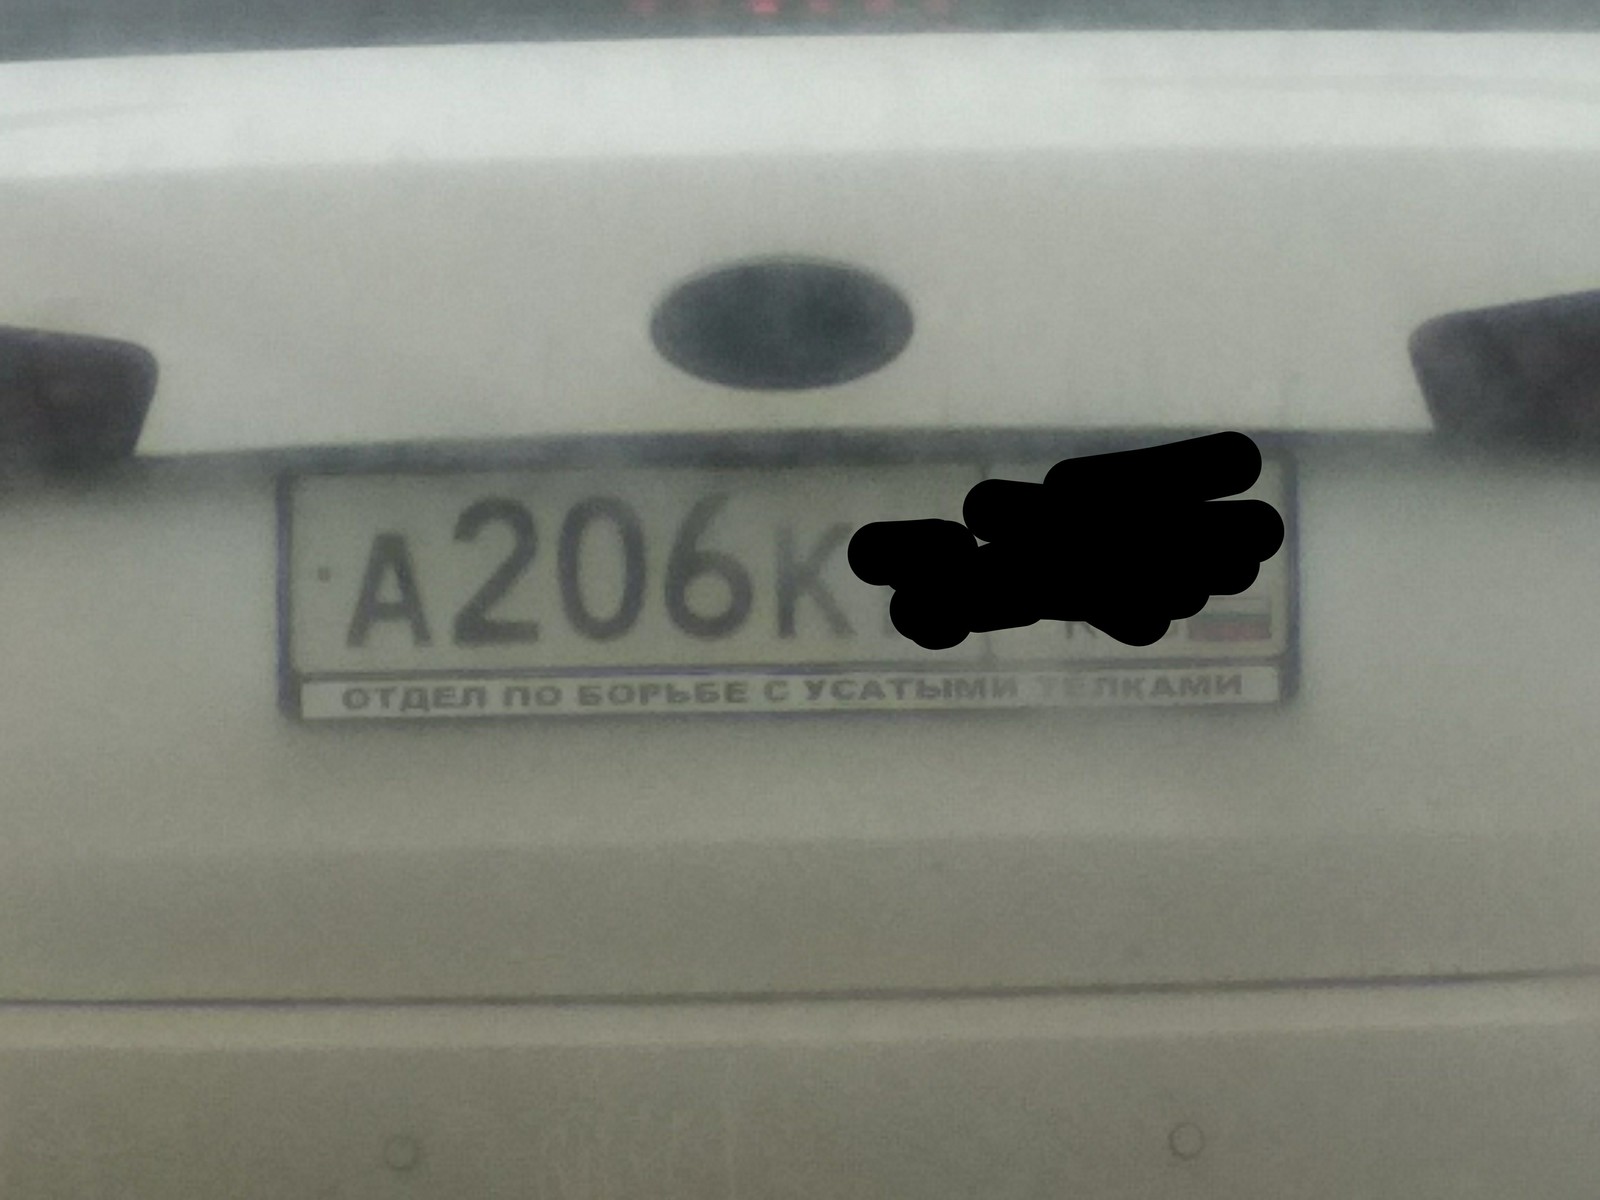 А206К
ОТДЕЛ ПО БОРЬБЕ С УСАТЫМИ ТЕЛКАМИ